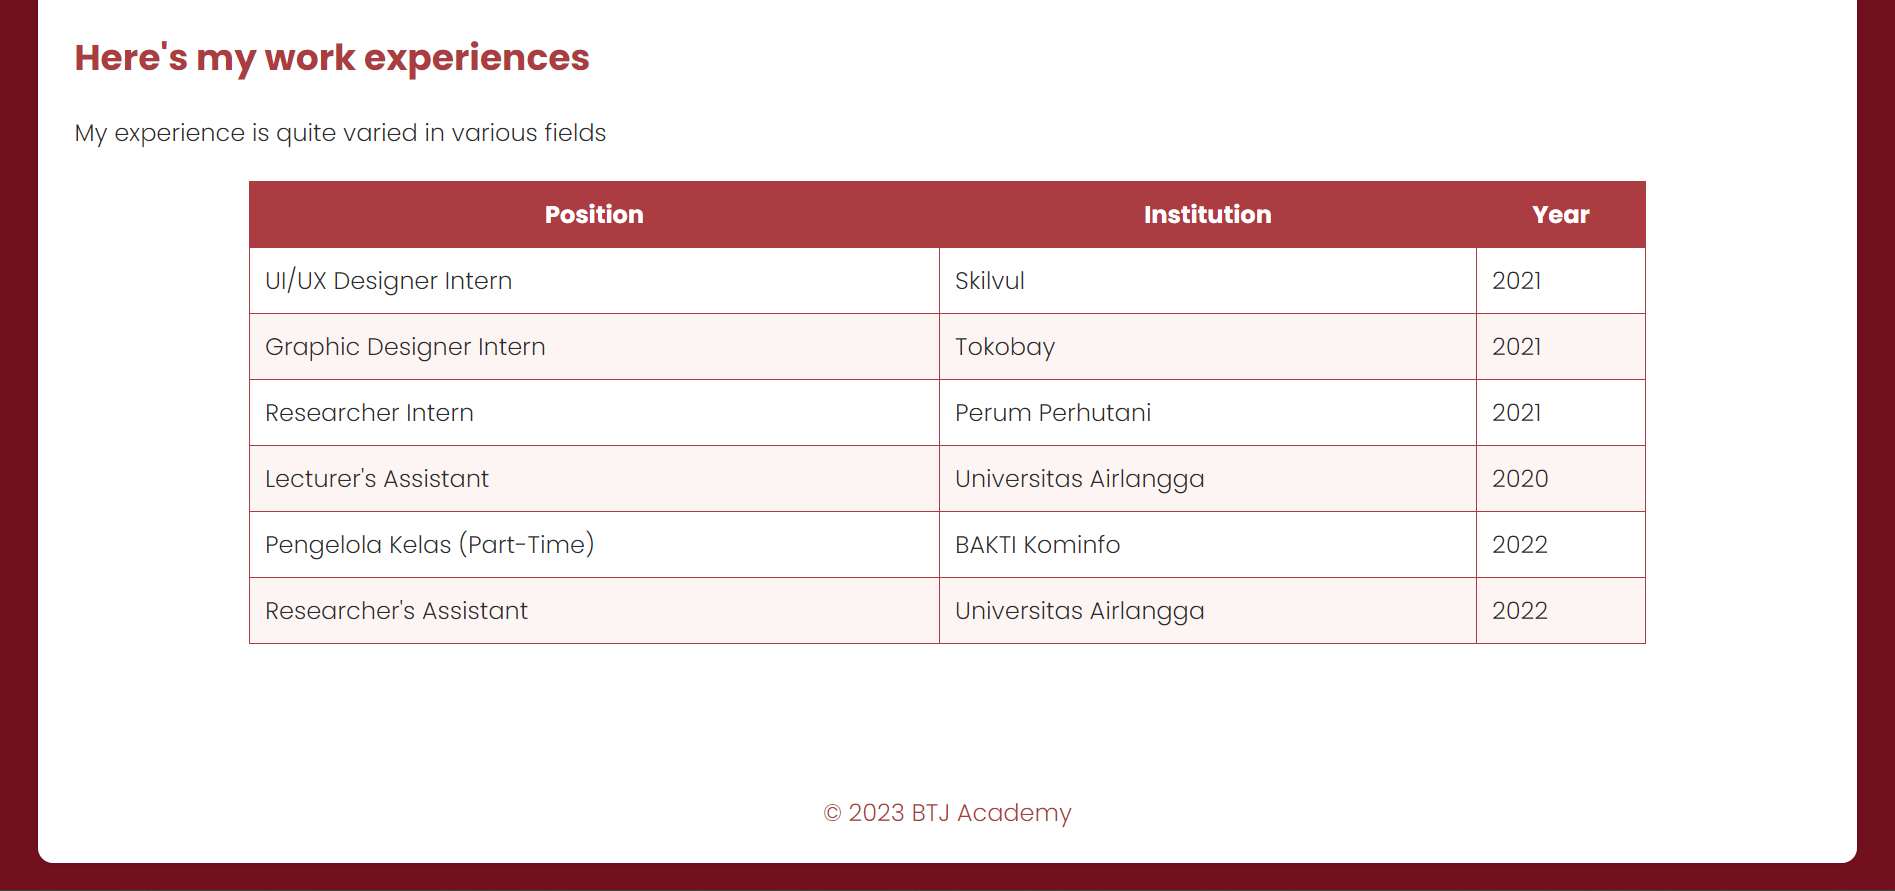 Here's my work experiences
My experience is quite varied in various fields
Position Institution Year
UI/UX Designer Intern Skilvul 2021
Graphic Designer Intern Tokobay 2021
Researcher Intern Perum Perhutani 2021
Lecturer's Assistant Universitas Airlangga 2020
Pengelola Kelas (Part-Time) BAKTI Kominfo 2022
Researcher's Assistant Universitas Airlangga 2022
© 2023 BTJ Academy